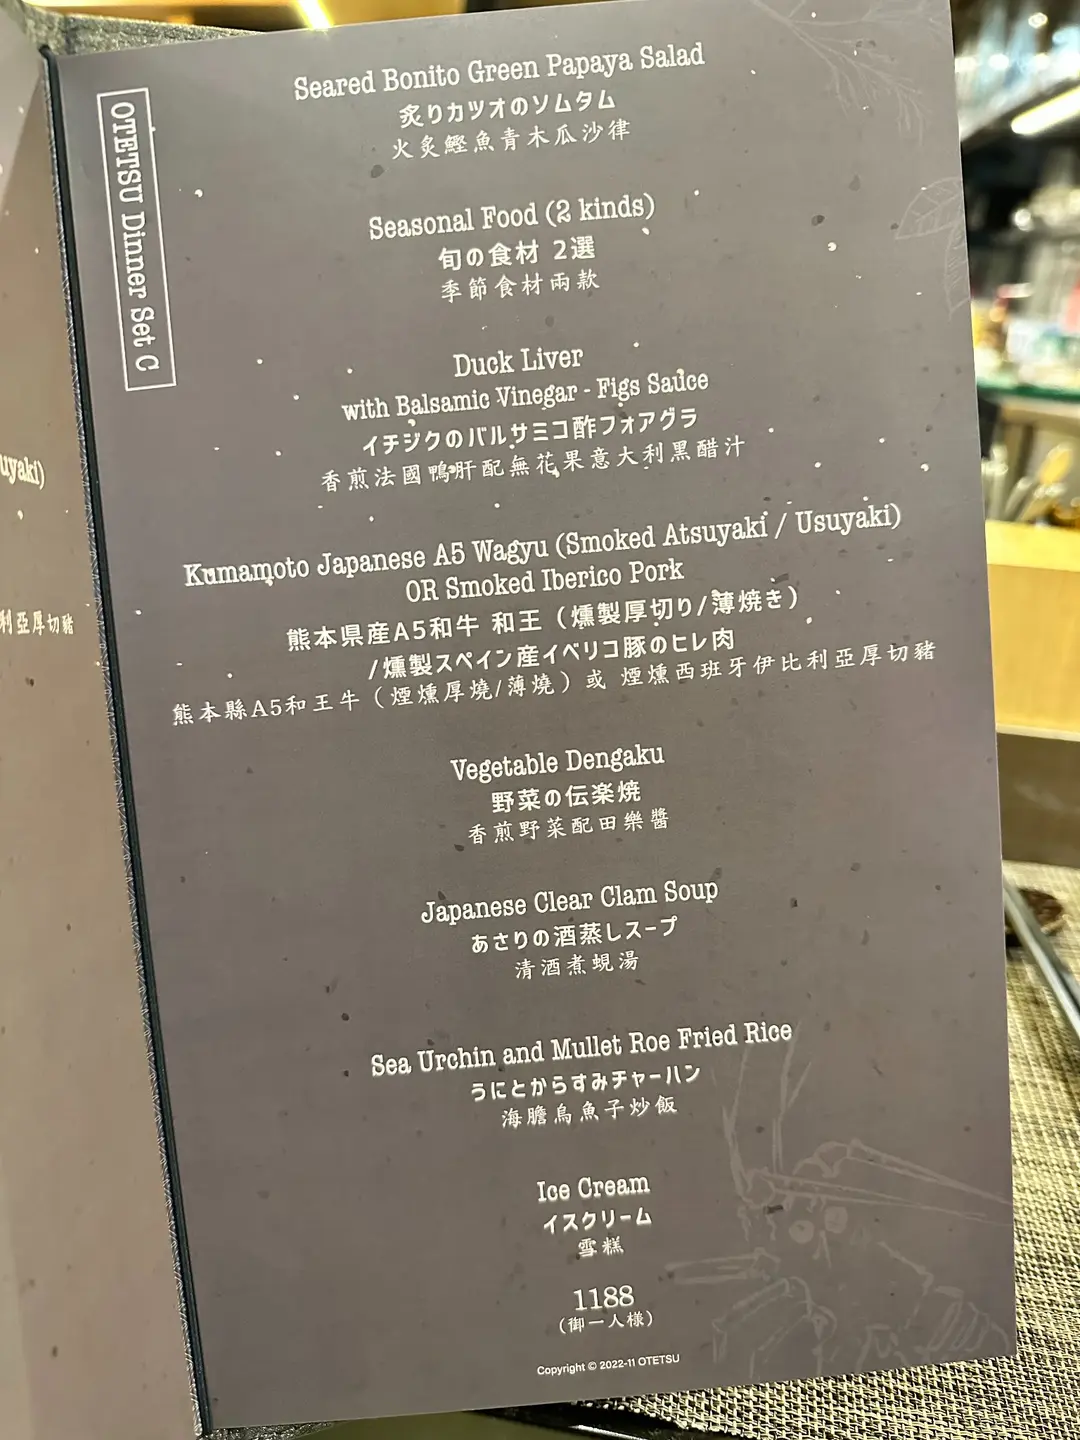 OTETSU Dinner Set C
Seared Bonito Green Papaya Salad
炙りカツオのソムタム
火炙鰹魚青木瓜沙律
Seasonal Food (2 kinds)
旬の食材 2選
季節食材兩款
Duck Liver
with Balsamic Vinegar - Figs Sauce
イチジクのバルサミコ酢フォアグラ
香煎法國鴨肝配無花果意大利黑醋汁
Kumamoto Japanese A5 Wagyu (Smoked Atsuyaki / Usuyaki)
OR Smoked Iberico Pork
熊本県産A5和牛 和王（燻製厚切り/薄焼き）
/燻製スペイン産イベリコ豚のヒレ肉
熊本縣A5和王牛（煙燻厚燒/薄燒）或 煙燻西班牙伊比利亞厚切豬
Vegetable Dengaku
野菜の伝楽焼
香煎野菜配田樂醬
Japanese Clear Clam Soup
あさりの酒蒸しスープ
清酒煮蜆湯
Sea Urchin and Mullet Roe Fried Rice
うにとからすみチャーハン
海膽烏魚子炒飯
Ice Cream
イスクリーム
雪糕
1188
（御一人様）
Copyright © 2022-11 OTETSU
uyaki)
利亞厚切豬